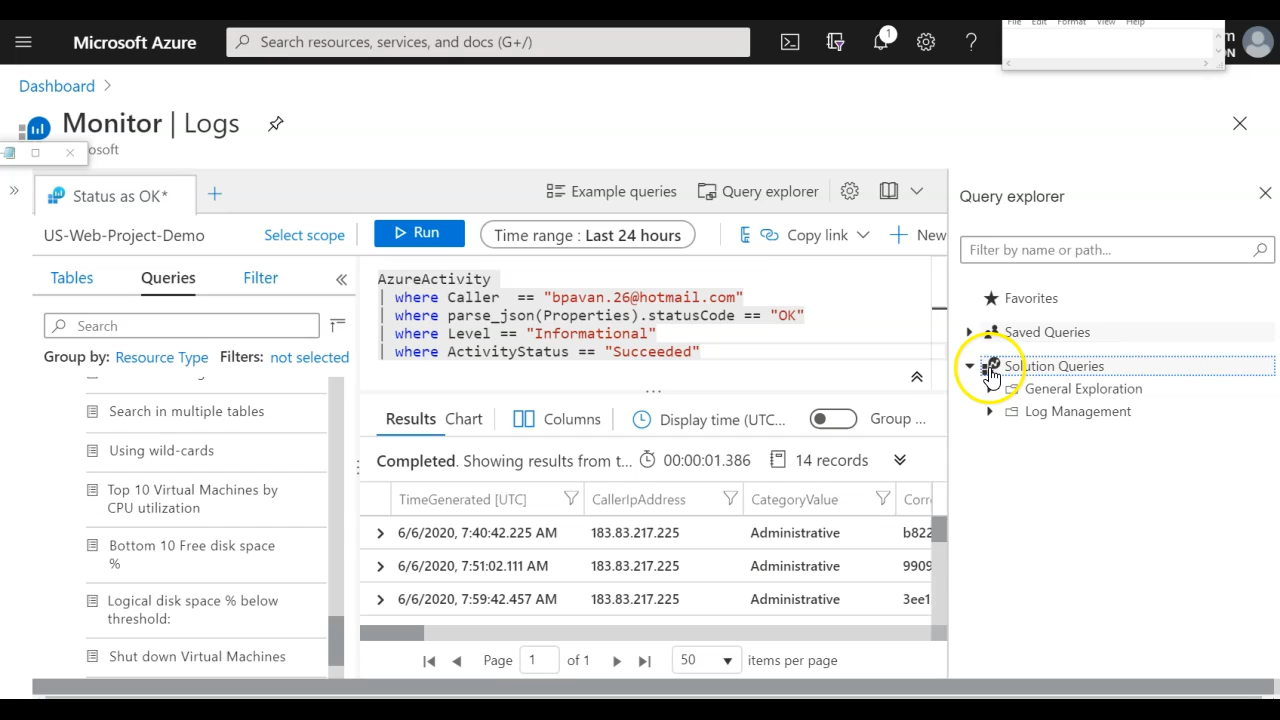 File Edit Format View Help
Microsoft Azure
Search resources, services, and docs (G+/)
1
m
ON
Dashboard
Monitor | Logs
osoft
Status as OK*
Example queries
Query explorer
Query explorer
US-Web-Project-Demo
Select scope
Run
Time range : Last 24 hours
Copy link
New
Filter by name or path...
Tables
Queries
Filter
AzureActivity
| where Caller == "bpavan.26@hotmail.com"
| where parse_json(Properties).statusCode == "OK"
| where Level == "Informational"
| where ActivityStatus == "Succeeded"
Favorites
Saved Queries
Solution Queries
General Exploration
Log Management
Search
Group by: Resource Type Filters: not selected
Search in multiple tables
Using wild-cards
Top 10 Virtual Machines by
CPU utilization
Bottom 10 Free disk space
%
Logical disk space % below
threshold:
Shut down Virtual Machines
Results
Chart
Columns
Display time (UTC...
Group ...
Completed. Showing results from t...
00:00:01.386
14 records
TimeGenerated [UTC]
CallerIpAddress
CategoryValue
Corr
6/6/2020, 7:40:42.225 AM 183.83.217.225 Administrative b822
6/6/2020, 7:51:02.111 AM 183.83.217.225 Administrative 9909
6/6/2020, 7:59:42.457 AM 183.83.217.225 Administrative 3ee1
Page 1 of 1
50 items per page